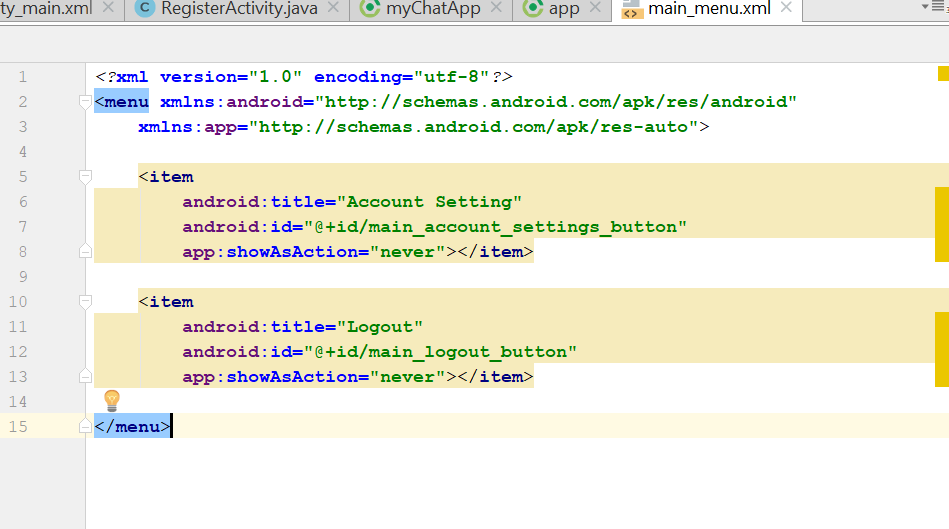 ty_main.xml RegisterActivity.java myChatApp app main_menu.xml
1 <?xml version="1.0" encoding="utf-8"?>
2 <menu xmlns:android="http://schemas.android.com/apk/res/android"
3 xmlns:app="http://schemas.android.com/apk/res-auto">
4
5 <item
6 android:title="Account Setting"
7 android:id="@+id/main_account_settings_button"
8 app:showAsAction="never"></item>
9
10 <item
11 android:title="Logout"
12 android:id="@+id/main_logout_button"
13 app:showAsAction="never"></item>
14
15 </menu>